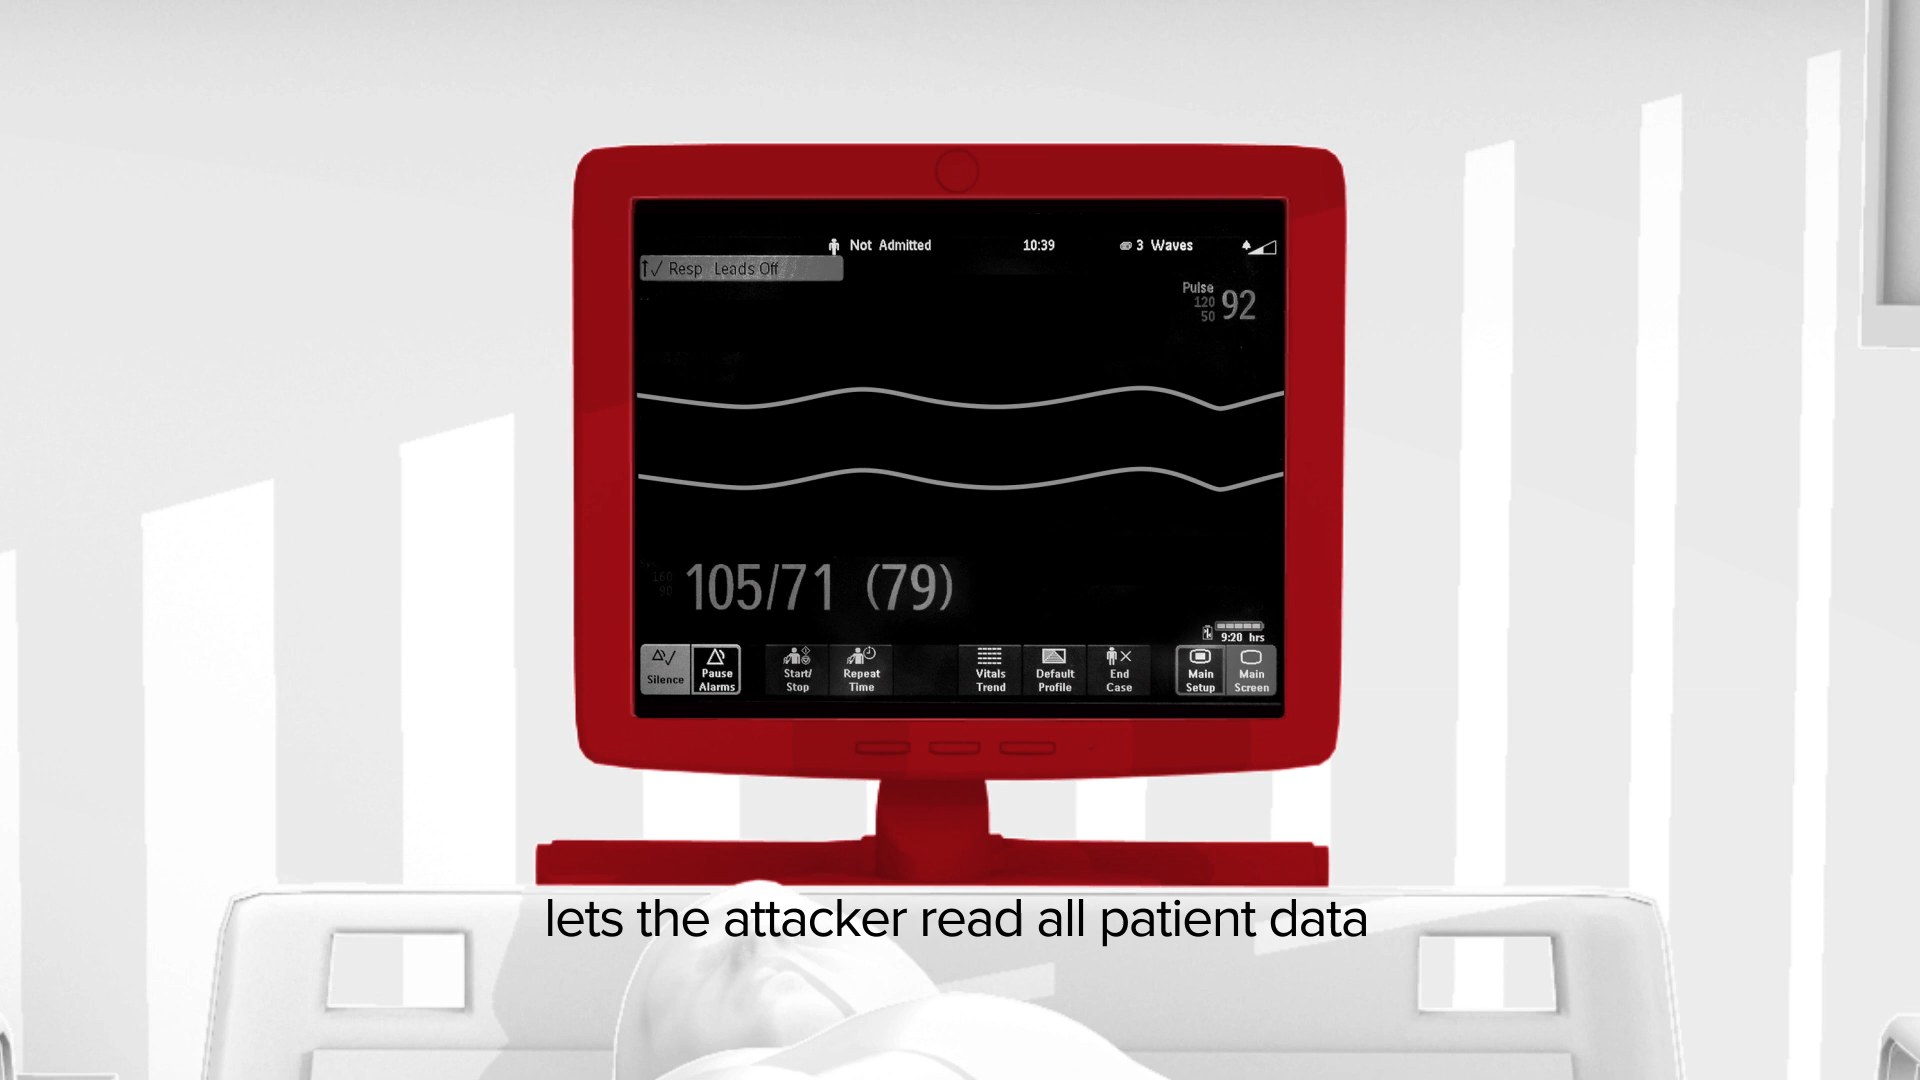 Not Admitted 10:39 3 Waves
Resp Leads Off
Pulse
120
50
92
160
90
105/71 (79)
9:20 hrs
Silence
Pause
Alarms
Start/
Stop
Repeat
Time
Vitals
Trend
Default
Profile
End
Case
Main
Setup
Main
Screen
lets the attacker read all patient data